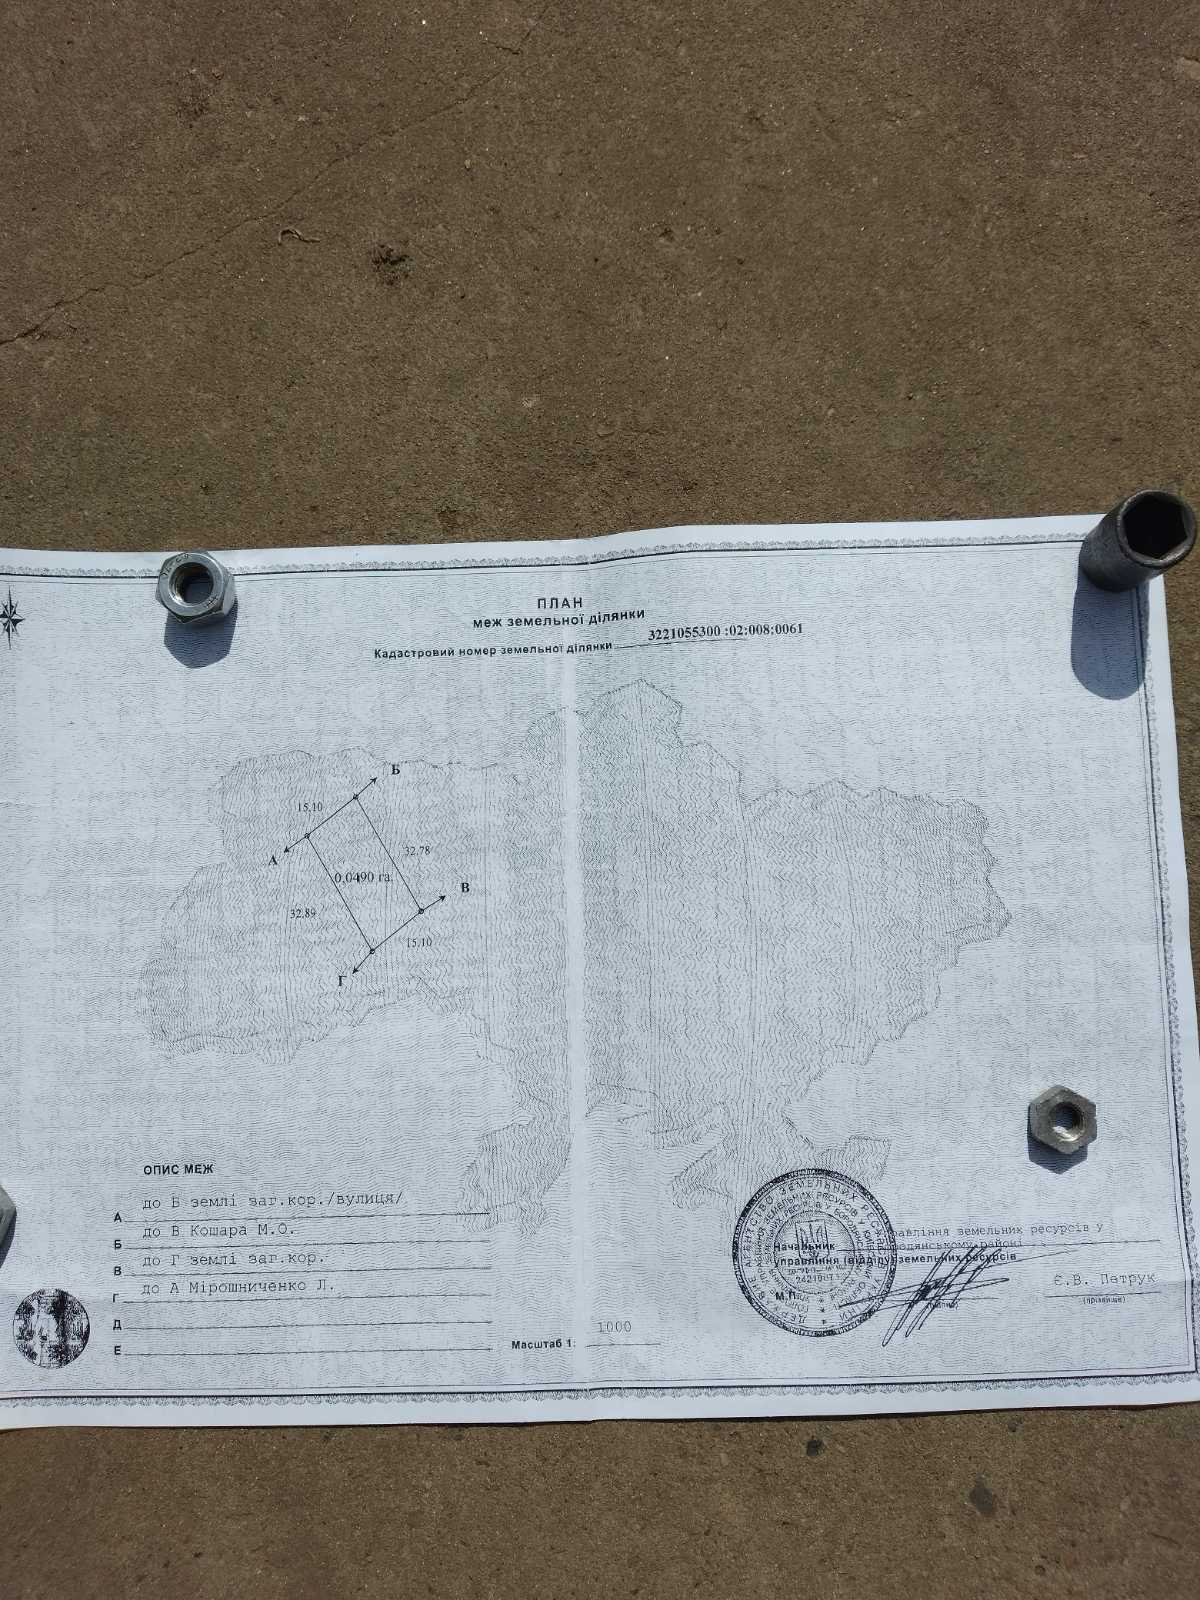 ПЛАН
меж земельної ділянки
Кадастровий номер земельної ділянки 3221055300 :02:008:0061
Б
15,10
А
32,78
0,0490 га
В
32,89
15,10
Г
ОПИС МЕЖ
А до Б землі заг.кор./вулиця/
Б до В Кошара М.О.
В до Г землі заг.кор.
Г до А Мірошниченко Л.
Д
Е
Масштаб 1: 1000
управління земельних ресурсів у
Начальник Бородянському районі
управління (відділу) земельних ресурсів
М.П.
Є.В. Петрук
(підпис)
(прізвище)